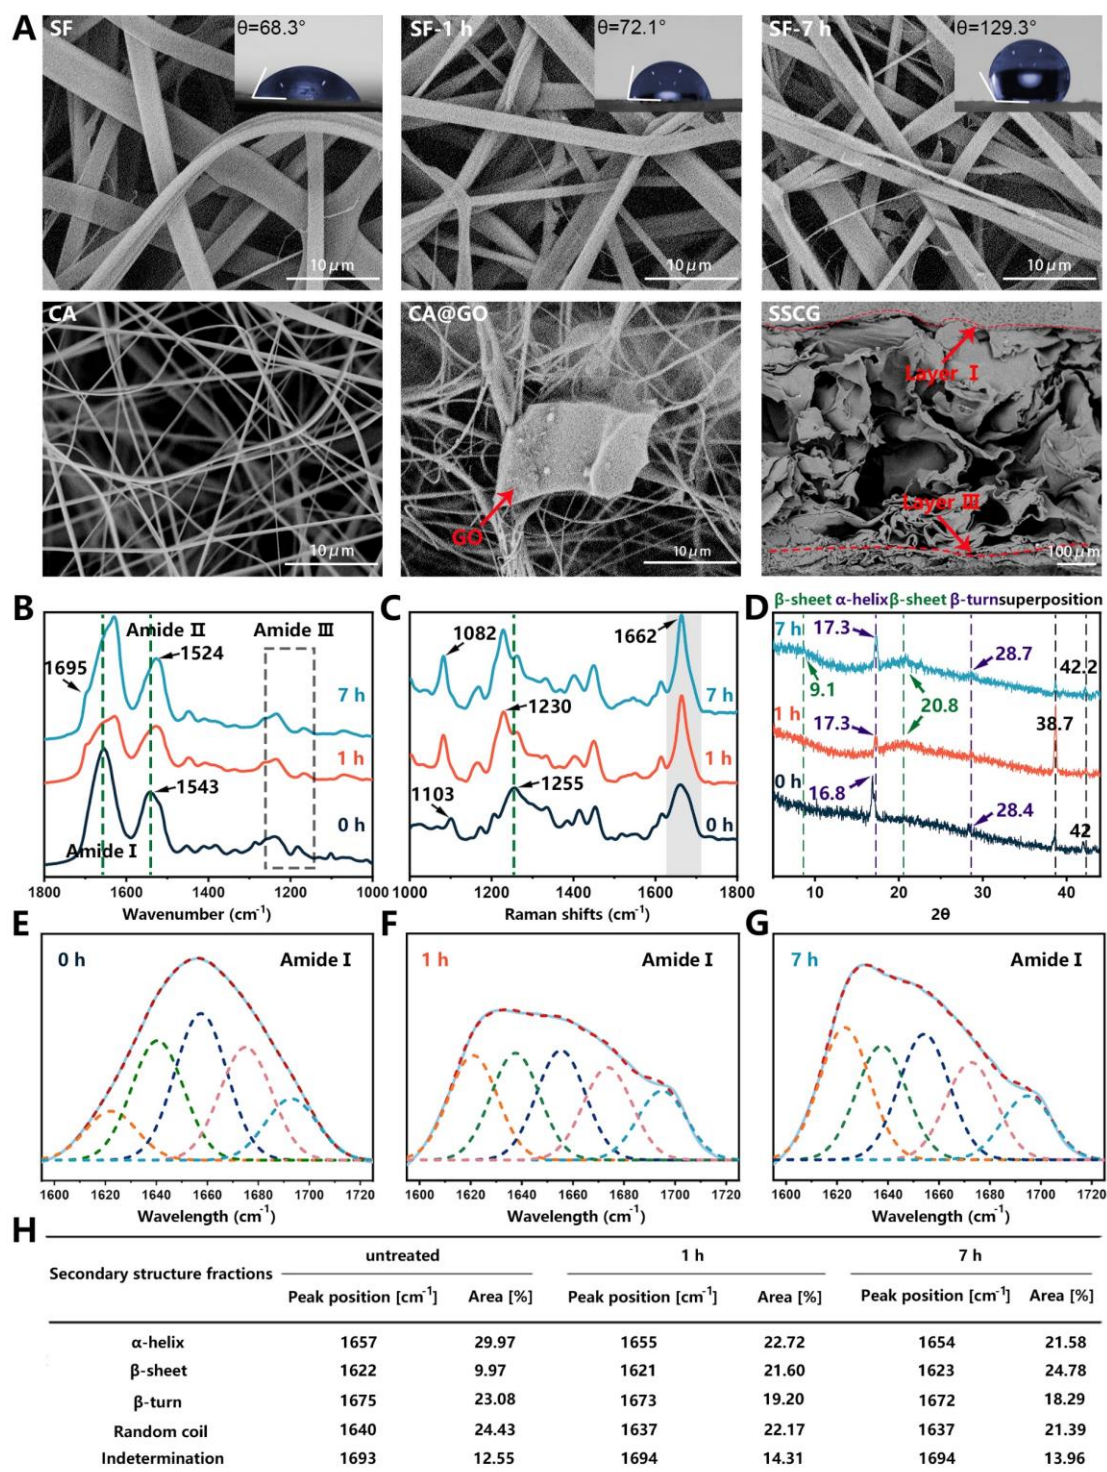 A
SF
θ=68.3°
SF-1 h
θ=72.1°
SF-7 h
θ=129.3°
10 μm
10 μm
10 μm
CA
CA@GO
SSCG
Layer Ⅰ
GO
Layer Ⅲ
10 μm
10 μm
100 μm
B
Amide Ⅱ
Amide Ⅲ
1695
1524
7 h
1 h
1543
0 h
Amide Ⅰ
1800 1600 1400 1200 1000
Wavenumber (cm⁻¹)
C
1082
1662
7 h
1230
1 h
1255
1103
0 h
1000 1200 1400 1600 1800
Raman shifts (cm⁻¹)
D
β-sheet α-helix β-sheet β-turn superposition
7 h
17.3
28.7
42.2
9.1
20.8
1 h
17.3
38.7
0 h
16.8
28.4
42
10 20 30 40
2θ
E
0 h
Amide Ⅰ
1600 1620 1640 1660 1680 1700 1720
Wavelength (cm⁻¹)
F
1 h
Amide Ⅰ
1600 1620 1640 1660 1680 1700 1720
Wavelength (cm⁻¹)
G
7 h
Amide Ⅰ
1600 1620 1640 1660 1680 1700 1720
Wavelength (cm⁻¹)
H
Secondary structure fractions
untreated 1 h 7 h
Peak position [cm⁻¹] Area [%] Peak position [cm⁻¹] Area [%] Peak position [cm⁻¹] Area [%]
α-helix 1657 29.97 1655 22.72 1654 21.58
β-sheet 1622 9.97 1621 21.60 1623 24.78
β-turn 1675 23.08 1673 19.20 1672 18.29
Random coil 1640 24.43 1637 22.17 1637 21.39
Indetermination 1693 12.55 1694 14.31 1694 13.96